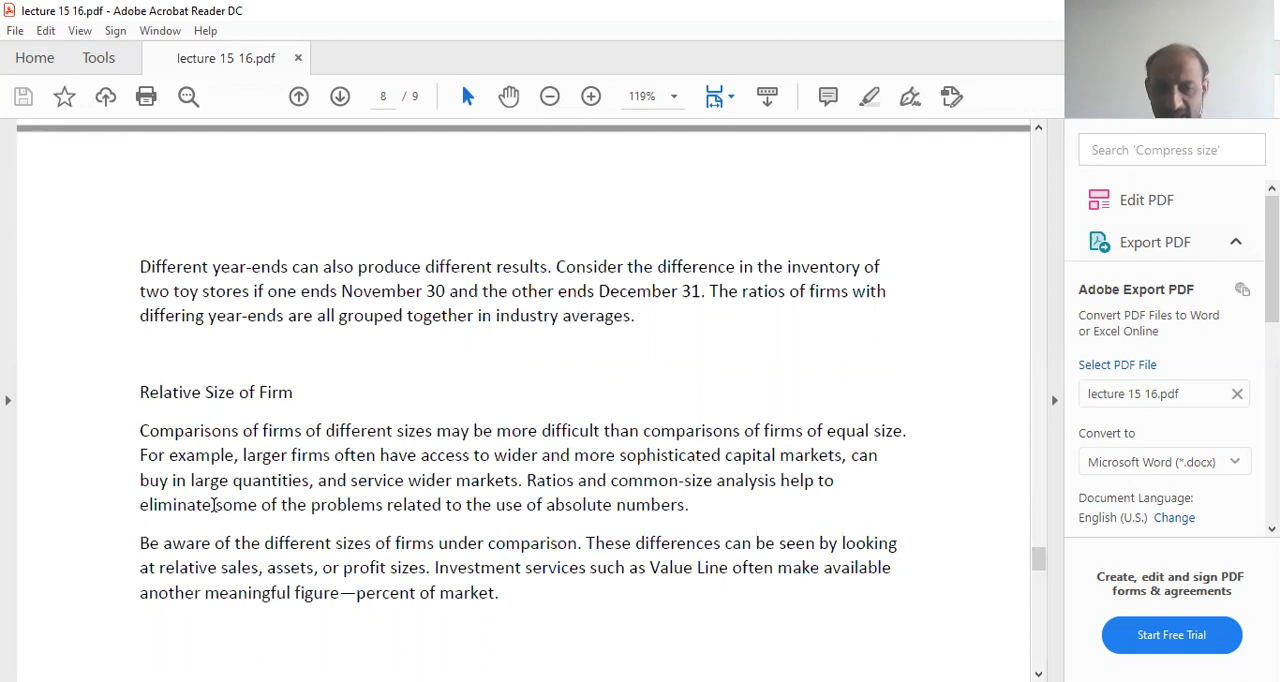 lecture 15 16.pdf - Adobe Acrobat Reader DC
File Edit View Sign Window Help
Home Tools lecture 15 16.pdf ×
8 / 9 119%
Search 'Compress size'
Edit PDF
Export PDF
Adobe Export PDF
Convert PDF Files to Word
or Excel Online
Select PDF File
lecture 15 16.pdf
Convert to
Microsoft Word (*.docx)
Document Language:
English (U.S.) Change
Create, edit and sign PDF
forms & agreements
Start Free Trial
Different year-ends can also produce different results. Consider the difference in the inventory of
two toy stores if one ends November 30 and the other ends December 31. The ratios of firms with
differing year-ends are all grouped together in industry averages.
Relative Size of Firm
Comparisons of firms of different sizes may be more difficult than comparisons of firms of equal size.
For example, larger firms often have access to wider and more sophisticated capital markets, can
buy in large quantities, and service wider markets. Ratios and common-size analysis help to
eliminate some of the problems related to the use of absolute numbers.
Be aware of the different sizes of firms under comparison. These differences can be seen by looking
at relative sales, assets, or profit sizes. Investment services such as Value Line often make available
another meaningful figure—percent of market.